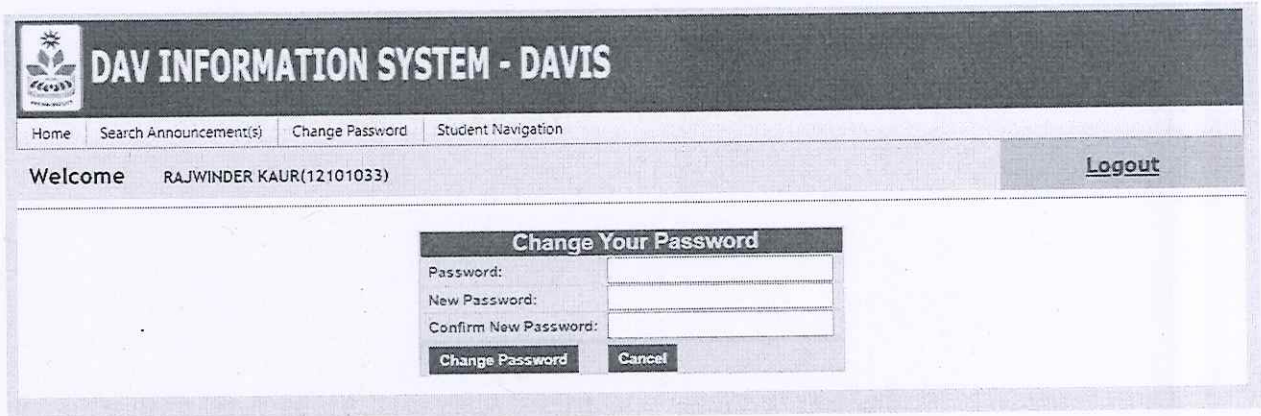 DAV INFORMATION SYSTEM - DAVIS
Home Search Announcement(s) Change Password Student Navigation
Welcome RAJWINDER KAUR(12101033) Logout
Change Your Password
Password:
New Password:
Confirm New Password:
Change Password Cancel